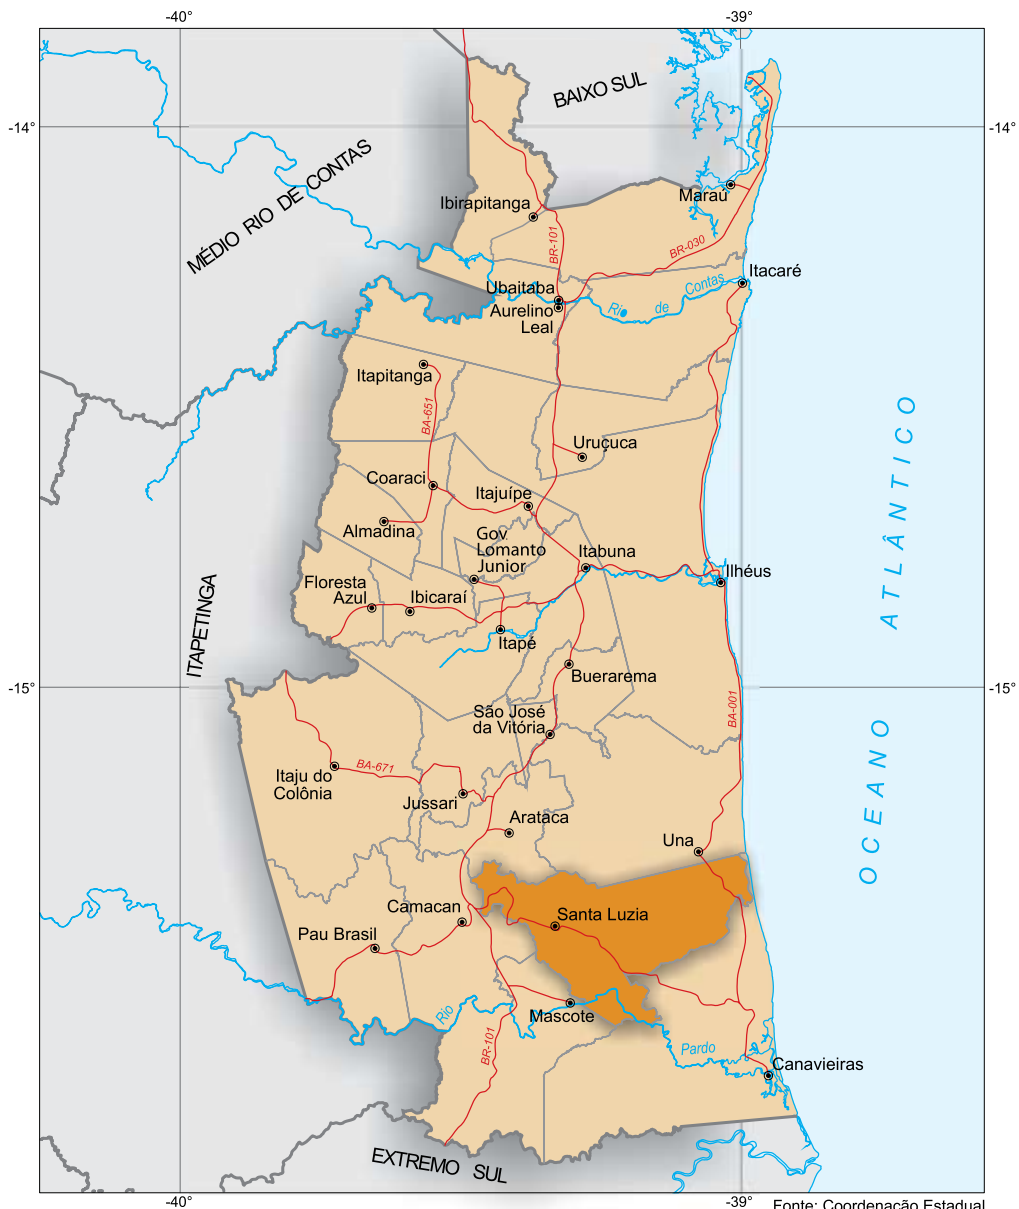 -40°
-39°
BAIXO SUL
-14°
-14°
MÉDIO RIO DE CONTAS
Maraú
Ibirapitanga
BR-101
BR-030
Itacaré
Ubaitaba
Contas
Aurelino
Leal
Rio
de
Itapitanga
BA-651
Uruçuca
Coaraci
Itajuípe
Almadina
Gov
Lomanto
Junior
Itabuna
Ilhéus
Floresta
Azul
Ibicaraí
ITAPETINGA
Itapé
Buerarema
-15°
-15°
São José
da Vitória
BA-001
OCEANO ATLÂNTICO
Itaju do
Colônia
BA-671
Jussari
Arataca
Una
Camacan
Santa Luzia
Pau Brasil
Rio
Mascote
BR-101
Pardo
Canavieiras
EXTREMO SUL
-40°
-39°
Fonte: Coordenação Estadual